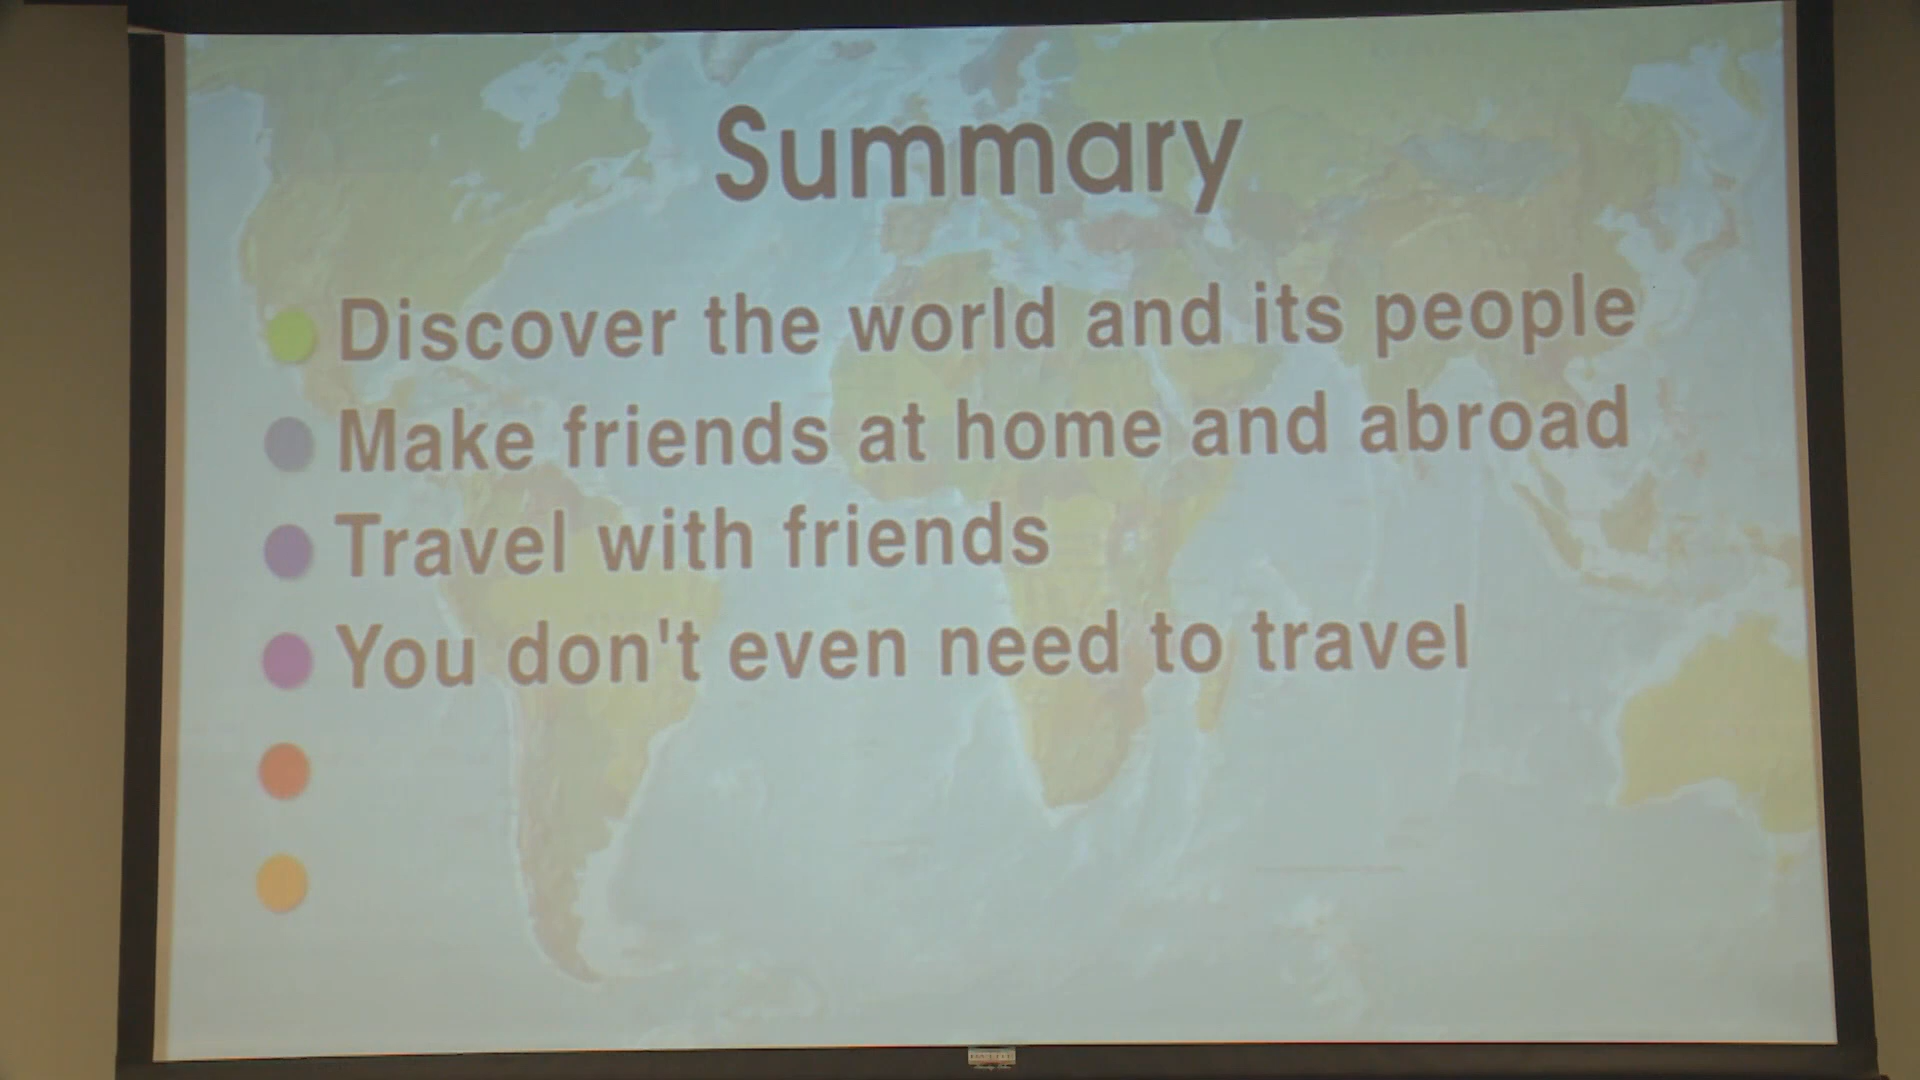 Summary
Discover the world and its people
Make friends at home and abroad
Travel with friends
You don't even need to travel